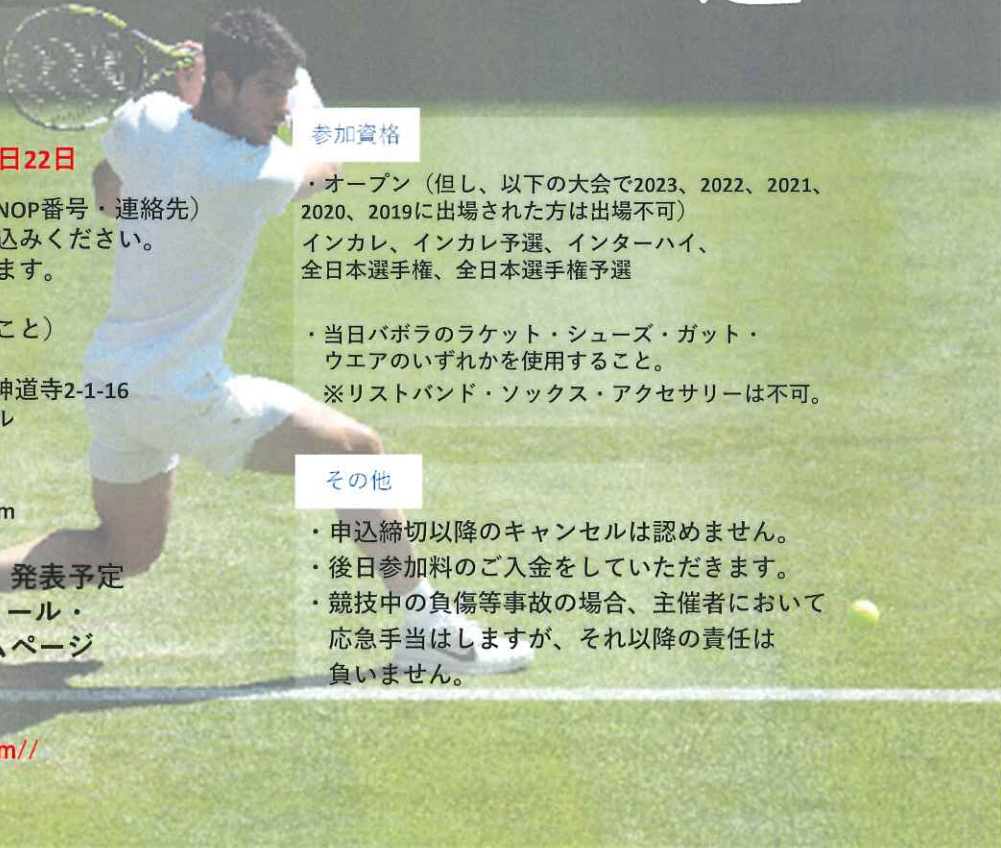 日22日
NOP番号・連絡先）
込みください。
ます。
こと）
神道寺2-1-16
ル
m
発表予定
ール・
ムページ
m//
参加資格
・オープン（但し、以下の大会で2023、2022、2021、
2020、2019に出場された方は出場不可）
インカレ、インカレ予選、インターハイ、
全日本選手権、全日本選手権予選
・当日バボラのラケット・シューズ・ガット・
ウエアのいずれかを使用すること。
※リストバンド・ソックス・アクセサリーは不可。
その他
・申込締切以降のキャンセルは認めません。
・後日参加料のご入金をしていただきます。
・競技中の負傷等事故の場合、主催者において
応急手当はしますが、それ以降の責任は
負いません。